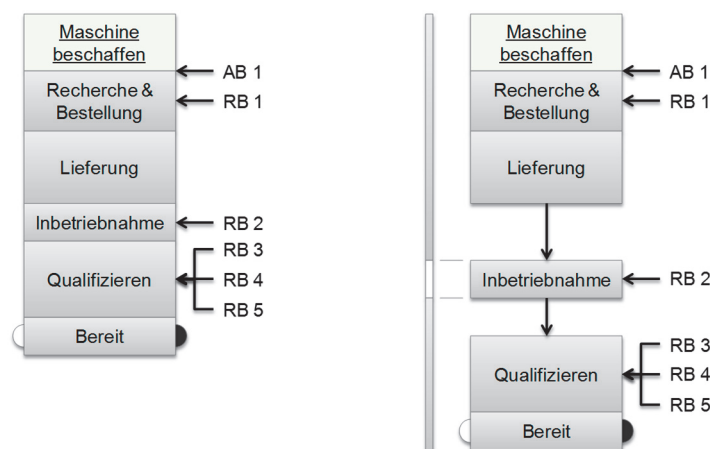 Maschine
beschaffen
AB 1
Recherche &
Bestellung
RB 1
Lieferung
Inbetriebnahme
RB 2
RB 3
Qualifizieren
RB 4
RB 5
Bereit
Maschine
beschaffen
AB 1
Recherche &
Bestellung
RB 1
Lieferung
Inbetriebnahme
RB 2
RB 3
Qualifizieren
RB 4
RB 5
Bereit